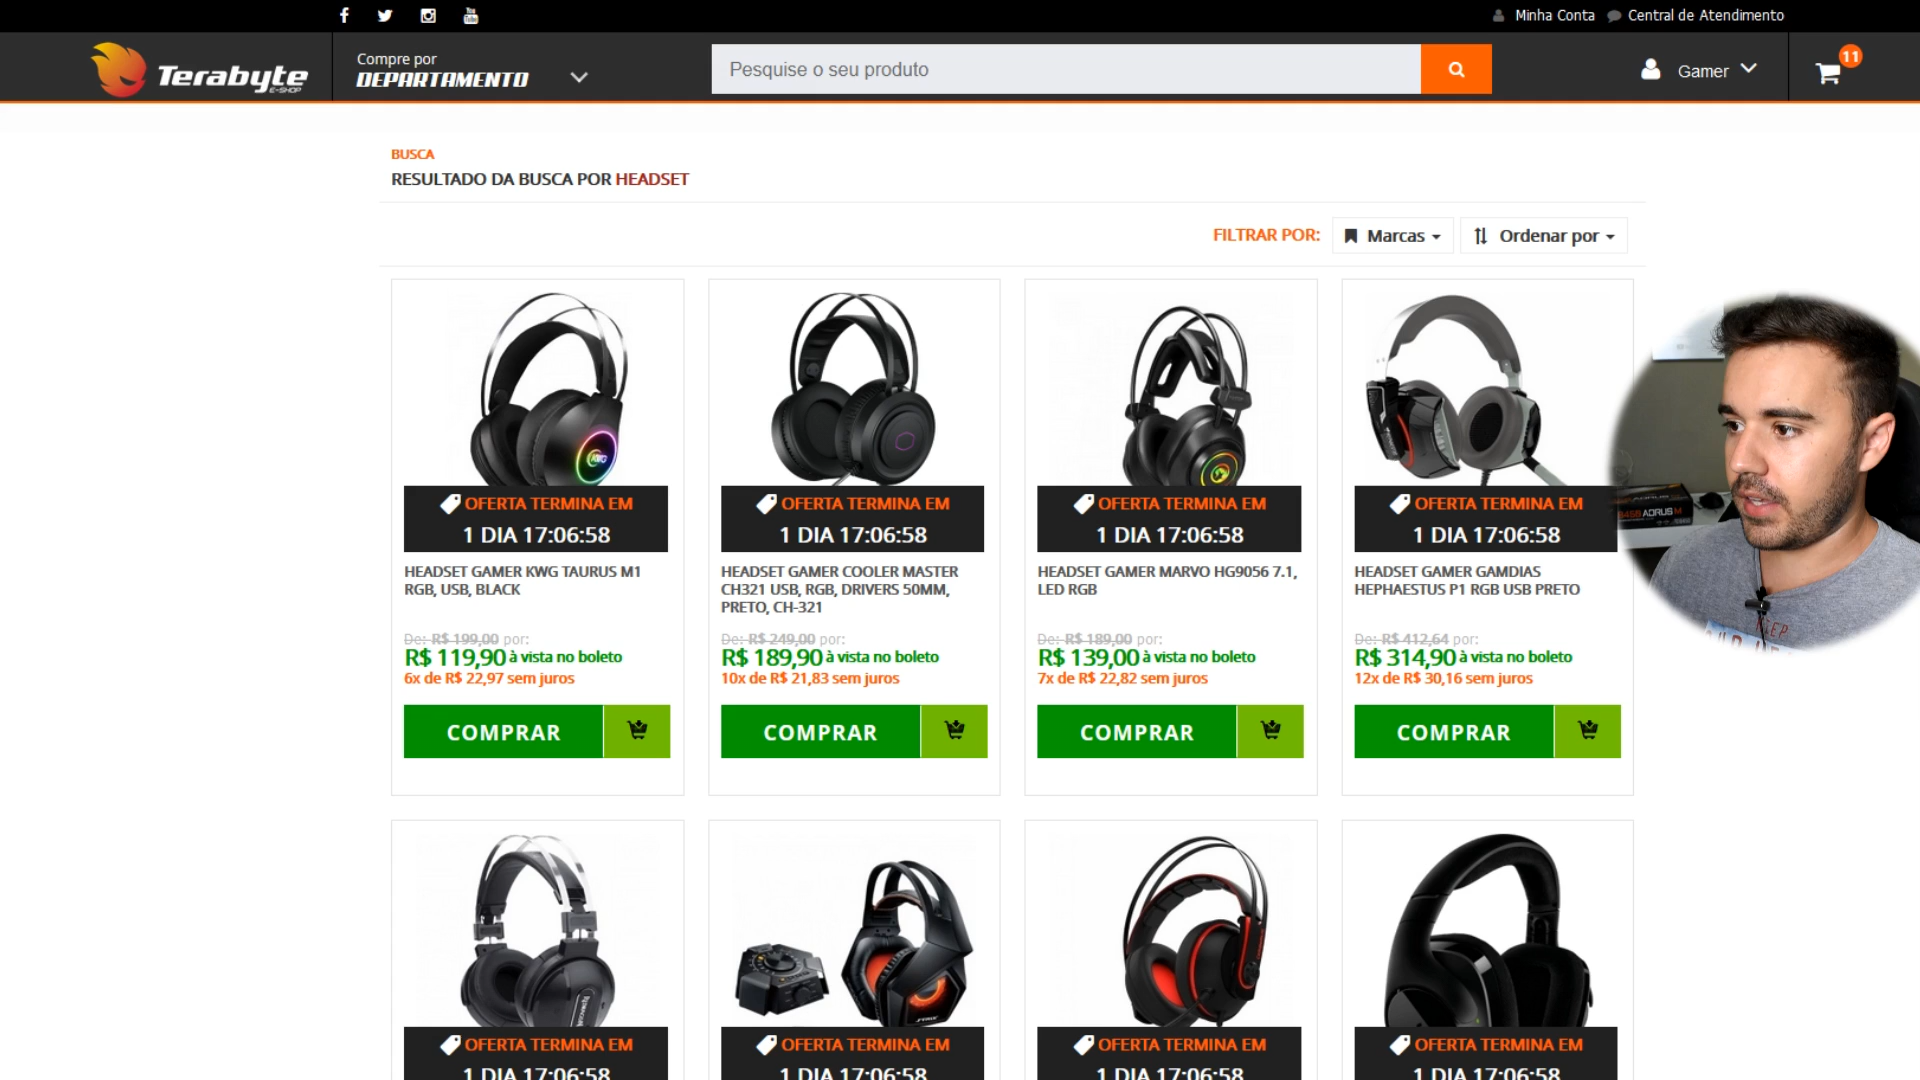 You Tube
Minha Conta
Central de Atendimento
Terabyte
E-SHOP
Compre por
DEPARTAMENTO
Pesquise o seu produto
Gamer
11
BUSCA
RESULTADO DA BUSCA POR HEADSET
FILTRAR POR:
Marcas
Ordenar por
KWG
OFERTA TERMINA EM
1 DIA 17:06:58
HEADSET GAMER KWG TAURUS M1
RGB, USB, BLACK
De: R$ 199,00 por:
R$ 119,90 à vista no boleto
6x de R$ 22,97 sem juros
COMPRAR
OFERTA TERMINA EM
1 DIA 17:06:58
HEADSET GAMER COOLER MASTER
CH321 USB, RGB, DRIVERS 50MM,
PRETO, CH-321
De: R$ 249,00 por:
R$ 189,90 à vista no boleto
10x de R$ 21,83 sem juros
COMPRAR
OFERTA TERMINA EM
1 DIA 17:06:58
HEADSET GAMER MARVO HG9056 7.1,
LED RGB
De: R$ 189,00 por:
R$ 139,00 à vista no boleto
7x de R$ 22,82 sem juros
COMPRAR
OFERTA TERMINA EM
1 DIA 17:06:58
HEADSET GAMER GAMDIAS
HEPHAESTUS P1 RGB USB PRETO
De: R$ 412,64 por:
R$ 314,90 à vista no boleto
12x de R$ 30,16 sem juros
COMPRAR
AORUS M
KEEP
OFERTA TERMINA EM
1 DIA 17:06:58
OFERTA TERMINA EM
1 DIA 17:06:58
OFERTA TERMINA EM
1 DIA 17:06:58
OFERTA TERMINA EM
1 DIA 17:06:58